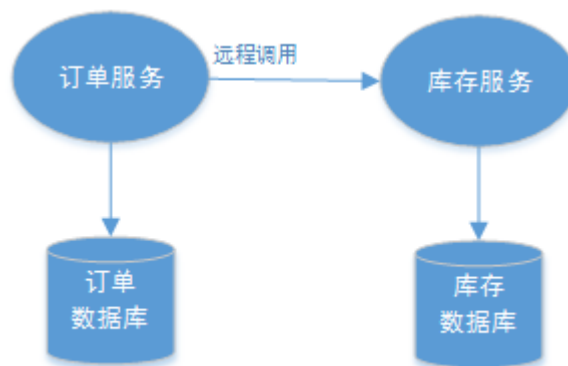 远程调用
订单服务
库存服务
订单
数据库
库存
数据库